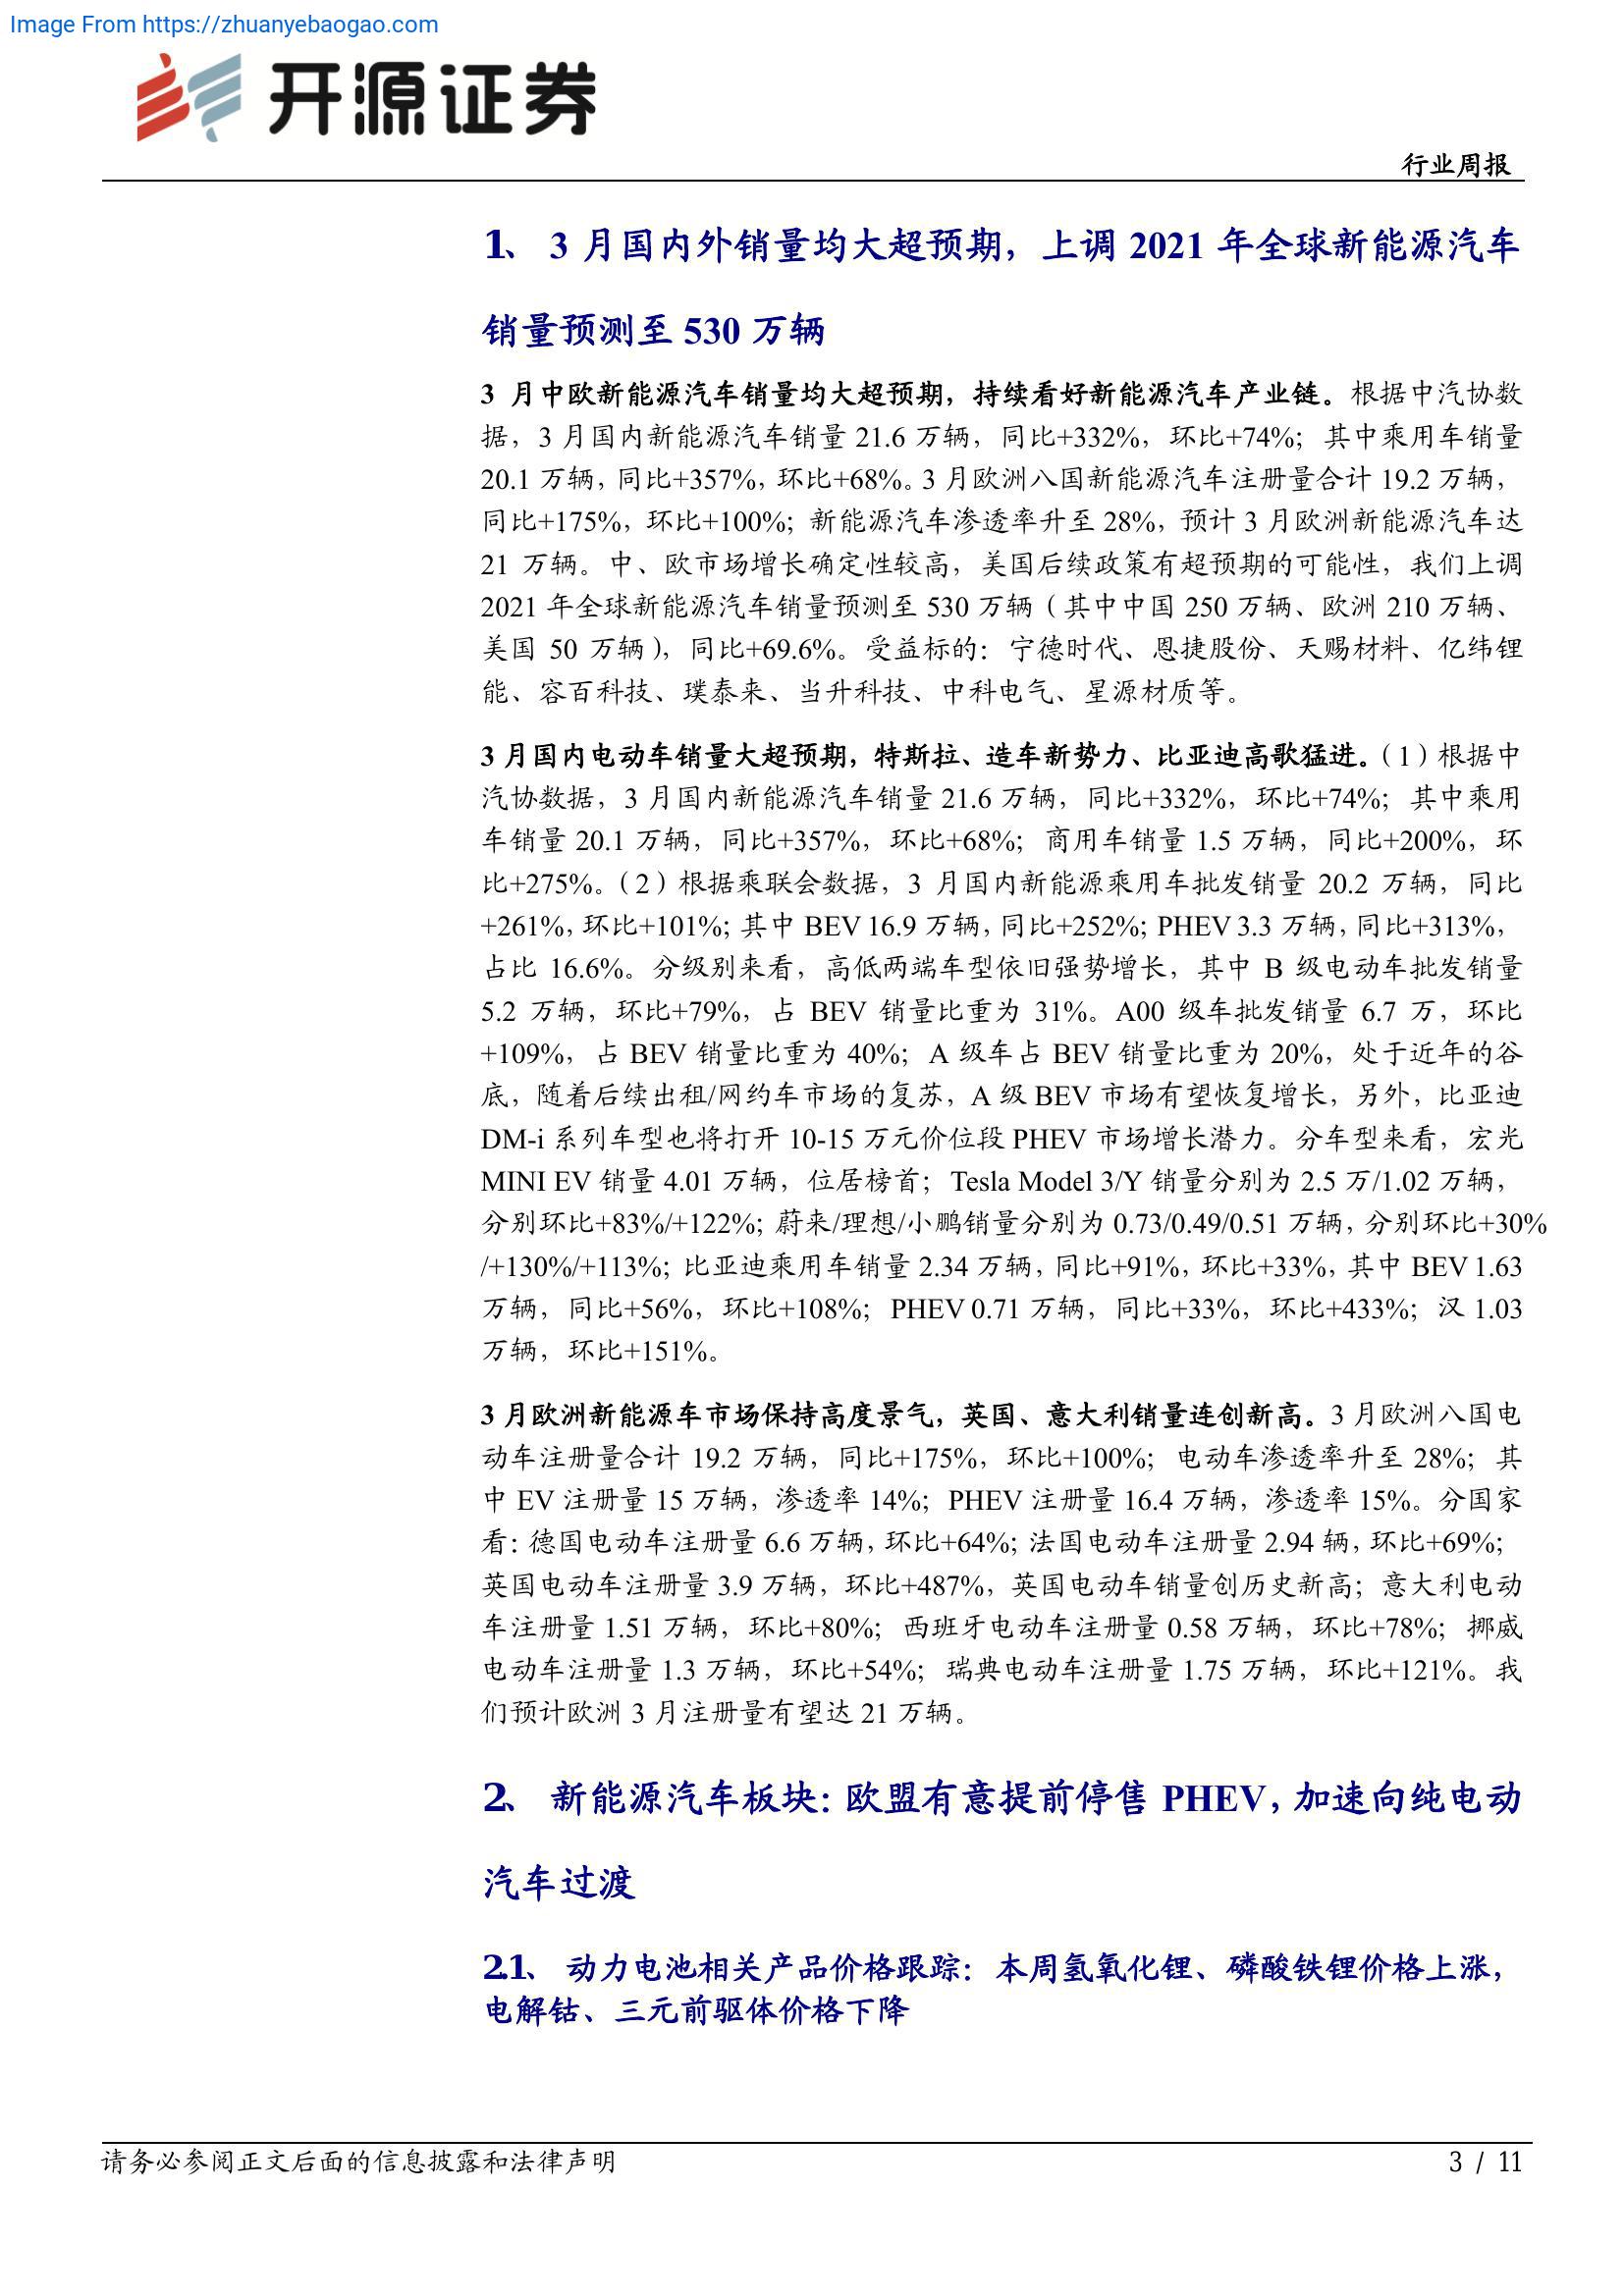 Image From https://zhuanyebaogao.com
开源证券
行业周报
1、 3 月国内外销量均大超预期，上调 2021 年全球新能源汽车
销量预测至 530 万辆
3 月中欧新能源汽车销量均大超预期，持续看好新能源汽车产业链。根据中汽协数
据，3 月国内新能源汽车销量 21.6 万辆，同比+332%，环比+74%；其中乘用车销量
20.1 万辆，同比+357%，环比+68%。3 月欧洲八国新能源汽车注册量合计 19.2 万辆，
同比+175%，环比+100%；新能源汽车渗透率升至 28%，预计 3 月欧洲新能源汽车达
21 万辆。中、欧市场增长确定性较高，美国后续政策有超预期的可能性，我们上调
2021 年全球新能源汽车销量预测至 530 万辆（其中中国 250 万辆、欧洲 210 万辆、
美国 50 万辆），同比+69.6%。受益标的：宁德时代、恩捷股份、天赐材料、亿纬锂
能、容百科技、璞泰来、当升科技、中科电气、星源材质等。
3 月国内电动车销量大超预期，特斯拉、造车新势力、比亚迪高歌猛进。（1）根据中
汽协数据，3 月国内新能源汽车销量 21.6 万辆，同比+332%，环比+74%；其中乘用
车销量 20.1 万辆，同比+357%，环比+68%；商用车销量 1.5 万辆，同比+200%，环
比+275%。（2）根据乘联会数据，3 月国内新能源乘用车批发销量 20.2 万辆，同比
+261%，环比+101%；其中 BEV 16.9 万辆，同比+252%；PHEV 3.3 万辆，同比+313%，
占比 16.6%。分级别来看，高低两端车型依旧强势增长，其中 B 级电动车批发销量
5.2 万辆，环比+79%，占 BEV 销量比重为 31%。A00 级车批发销量 6.7 万，环比
+109%，占 BEV 销量比重为 40%；A 级车占 BEV 销量比重为 20%，处于近年的谷
底，随着后续出租/网约车市场的复苏，A 级 BEV 市场有望恢复增长，另外，比亚迪
DM-i 系列车型也将打开 10-15 万元价位段 PHEV 市场增长潜力。分车型来看，宏光
MINI EV 销量 4.01 万辆，位居榜首；Tesla Model 3/Y 销量分别为 2.5 万/1.02 万辆，
分别环比+83%/+122%；蔚来/理想/小鹏销量分别为 0.73/0.49/0.51 万辆，分别环比+30%
/+130%/+113%；比亚迪乘用车销量 2.34 万辆，同比+91%，环比+33%，其中 BEV 1.63
万辆，同比+56%，环比+108%；PHEV 0.71 万辆，同比+33%，环比+433%；汉 1.03
万辆，环比+151%。
3 月欧洲新能源车市场保持高度景气，英国、意大利销量连创新高。3 月欧洲八国电
动车注册量合计 19.2 万辆，同比+175%，环比+100%；电动车渗透率升至 28%；其
中 EV 注册量 15 万辆，渗透率 14%；PHEV 注册量 16.4 万辆，渗透率 15%。分国家
看：德国电动车注册量 6.6 万辆，环比+64%；法国电动车注册量 2.94 辆，环比+69%；
英国电动车注册量 3.9 万辆，环比+487%，英国电动车销量创历史新高；意大利电动
车注册量 1.51 万辆，环比+80%；西班牙电动车注册量 0.58 万辆，环比+78%；挪威
电动车注册量 1.3 万辆，环比+54%；瑞典电动车注册量 1.75 万辆，环比+121%。我
们预计欧洲 3 月注册量有望达 21 万辆。
2、 新能源汽车板块：欧盟有意提前停售 PHEV，加速向纯电动
汽车过渡
2.1、 动力电池相关产品价格跟踪：本周氢氧化锂、磷酸铁锂价格上涨，
电解钴、三元前驱体价格下降
请务必参阅正文后面的信息披露和法律声明
3 / 11